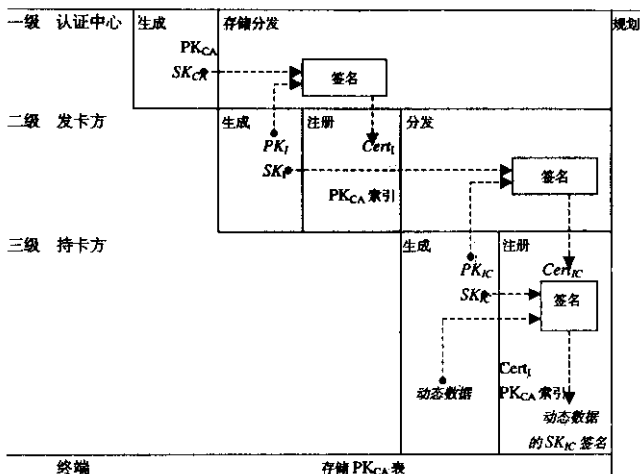 一级 认证中心 生成 存储分发 规划
PK_CA
SK_CA 签名
二级 发卡方 生成 注册 分发
PK_I Cert_I
SK_I 签名
PK_CA 索引
三级 持卡方 生成 注册
PK_IC Cert_IC
SK_IC 签名
Cert_I
动态数据 PK_CA 索引
动态数据
的 SK_IC 签名
终端 存储 PK_CA 表